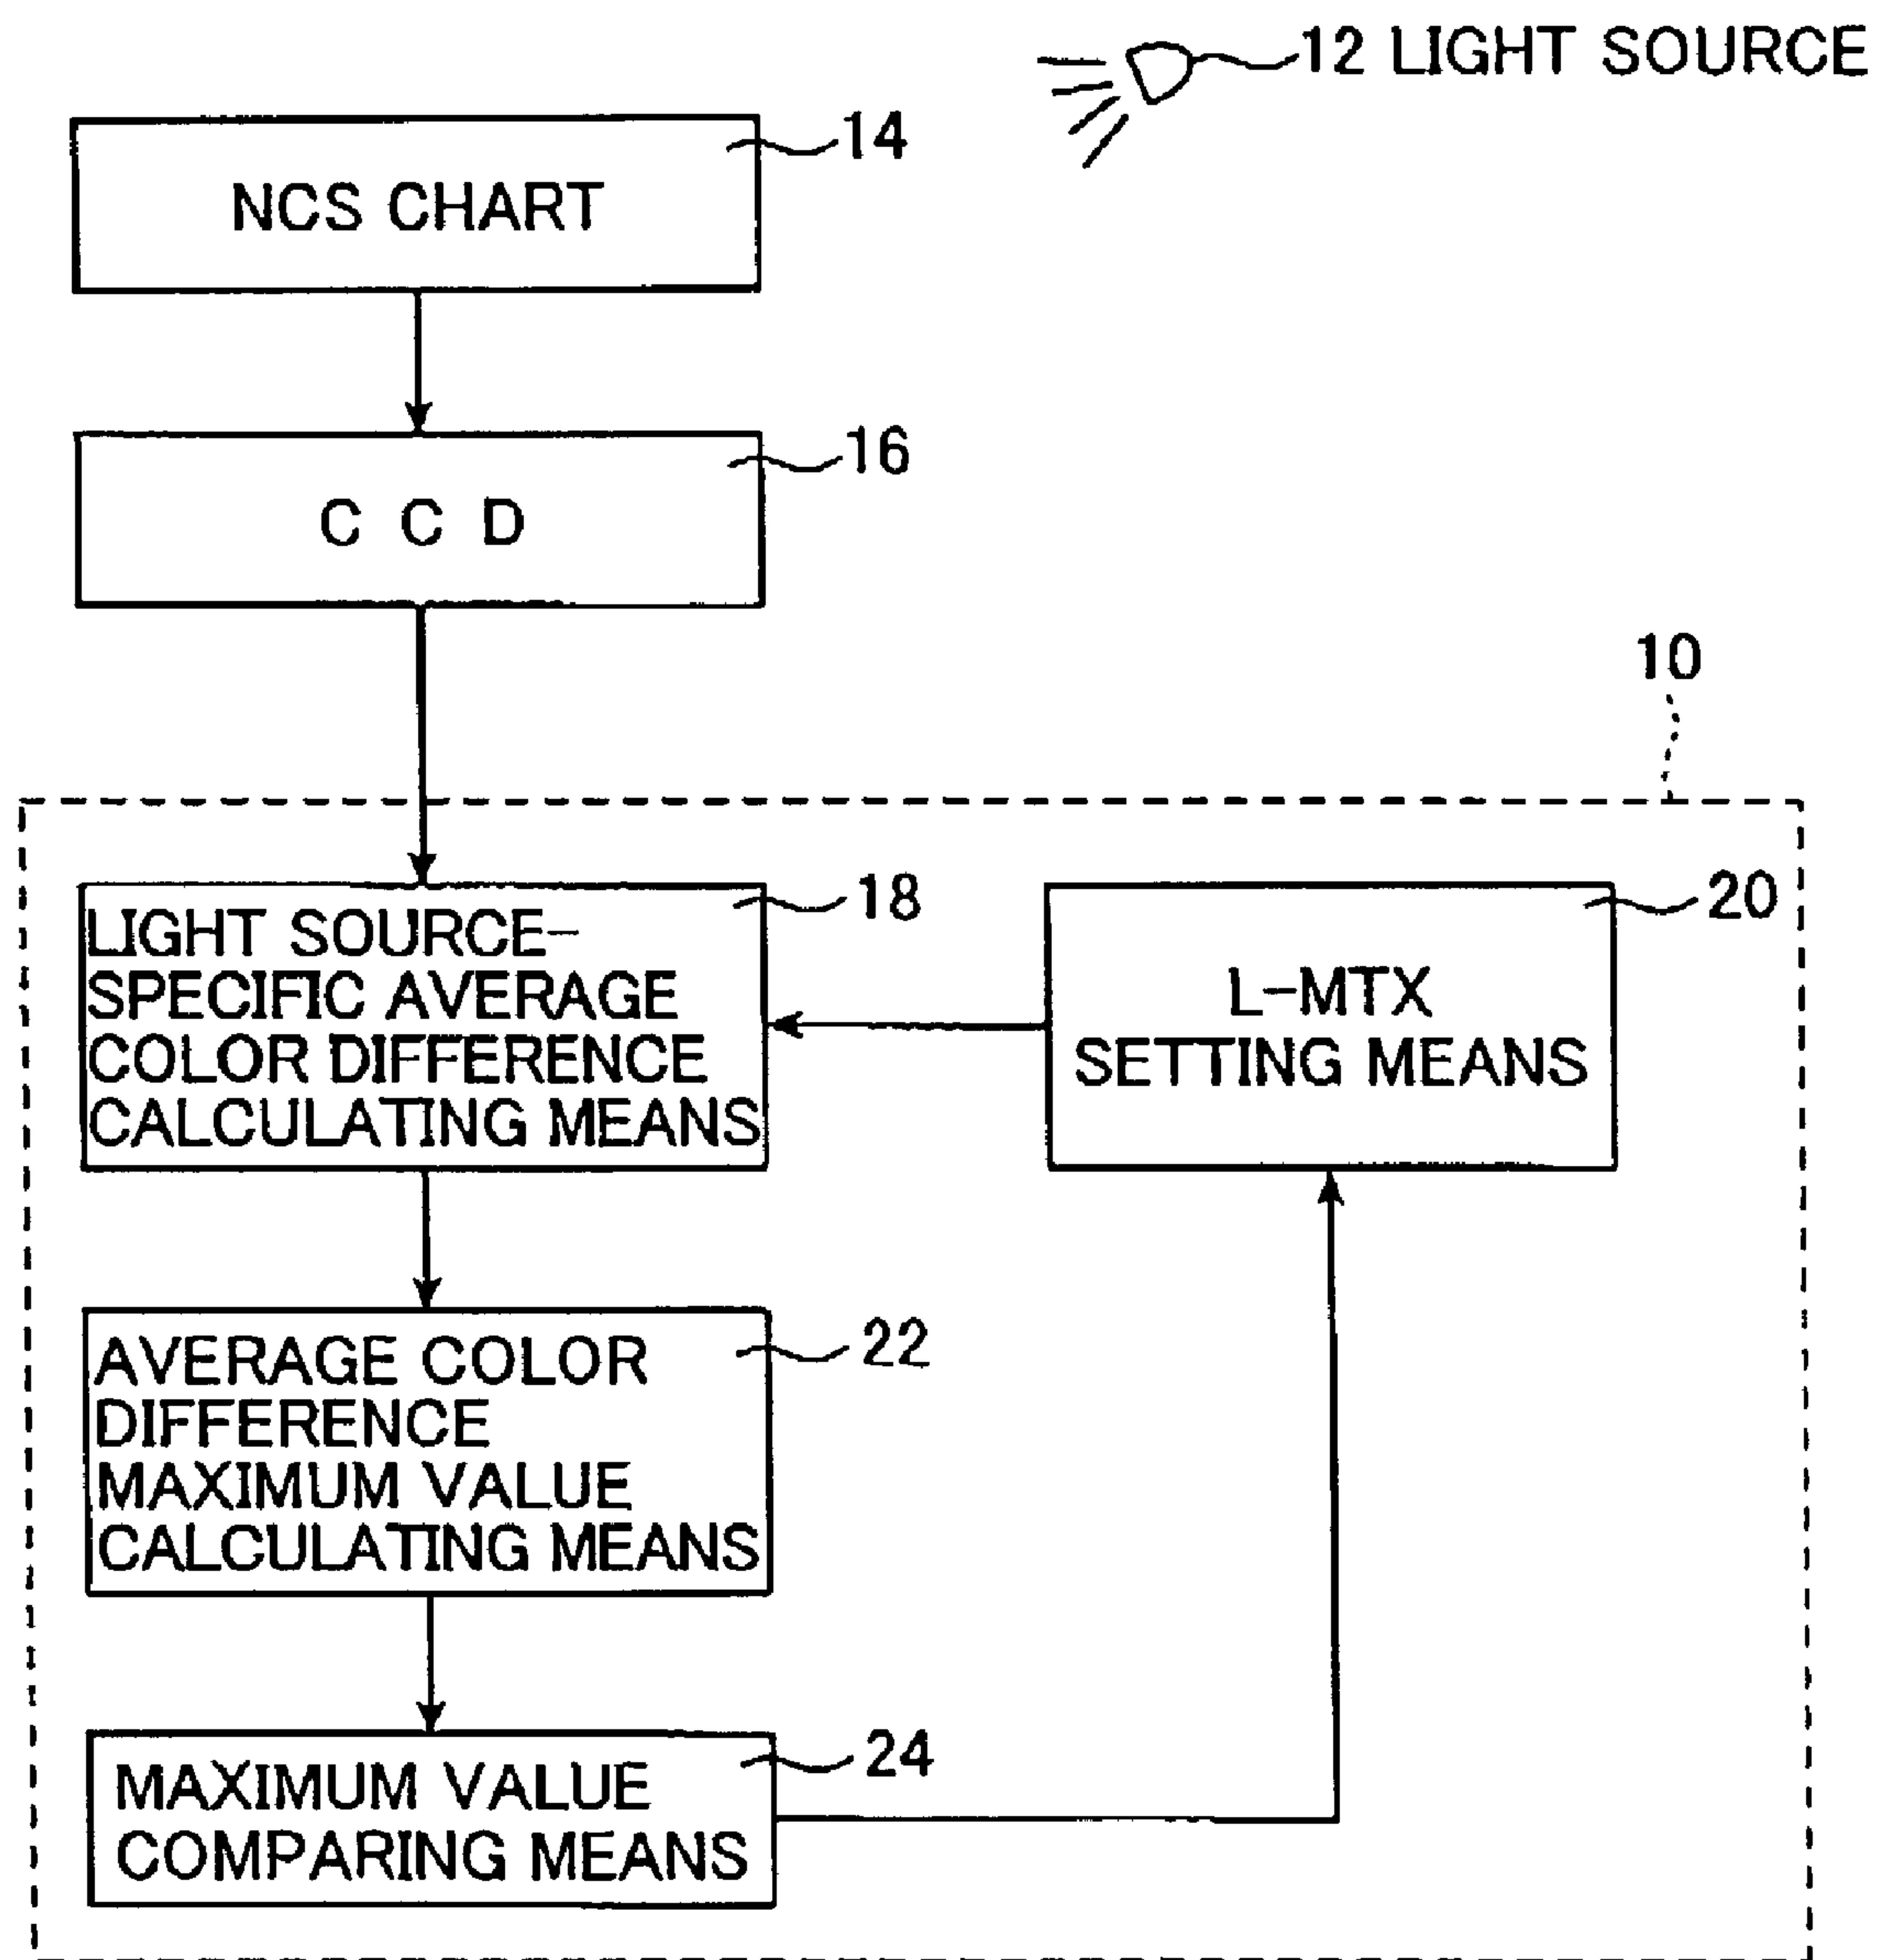 12 LIGHT SOURCE
14
NCS CHART
16
C C D
10
18
LIGHT SOURCE-
SPECIFIC AVERAGE
COLOR DIFFERENCE
CALCULATING MEANS
20
L-MTX
SETTING MEANS
22
AVERAGE COLOR
DIFFERENCE
MAXIMUM VALUE
CALCULATING MEANS
24
MAXIMUM VALUE
COMPARING MEANS